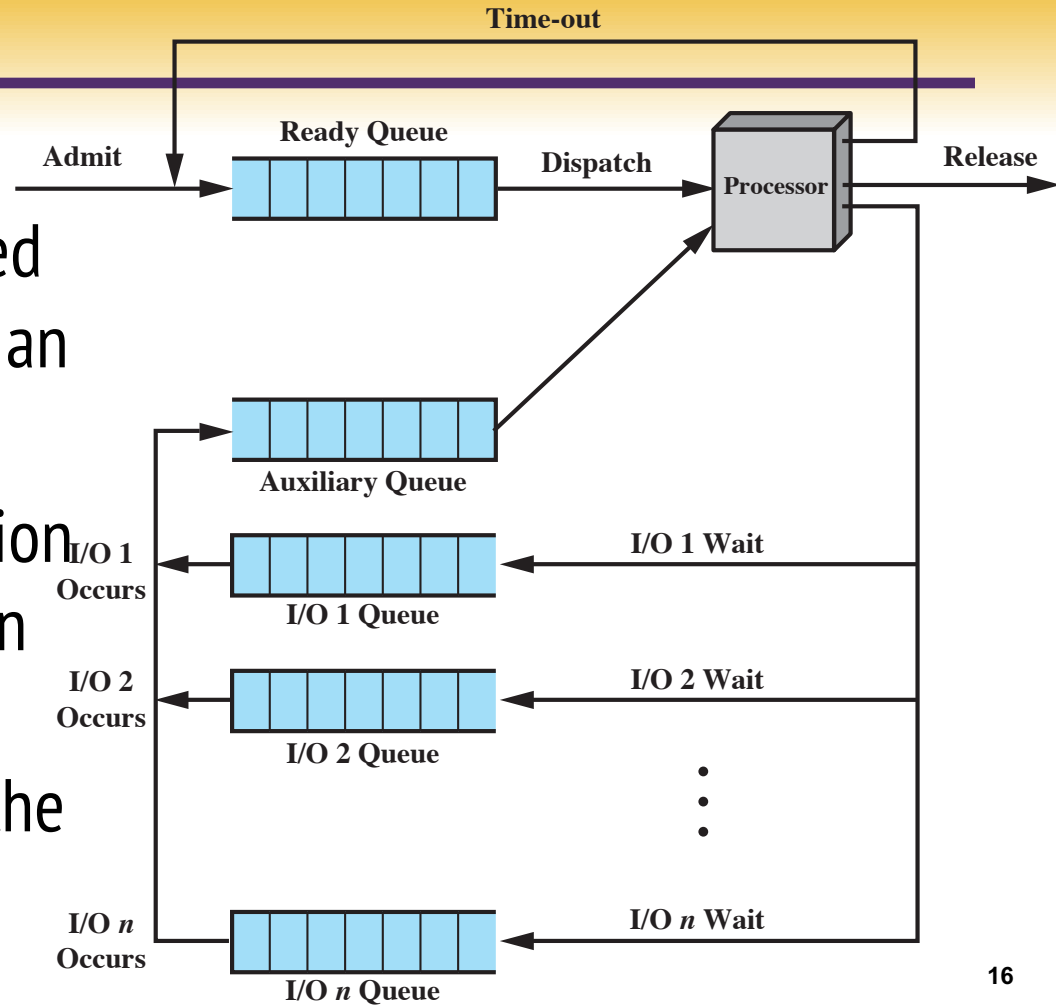 Time-out
Ready Queue
Admit
Dispatch
Processor
Release
ed
an
Auxiliary Queue
ion
I/O 1
Occurs
I/O 1 Wait
I/O 1 Queue
n
I/O 2
Occurs
I/O 2 Wait
I/O 2 Queue
he
I/O n
Occurs
I/O n Wait
I/O n Queue
16